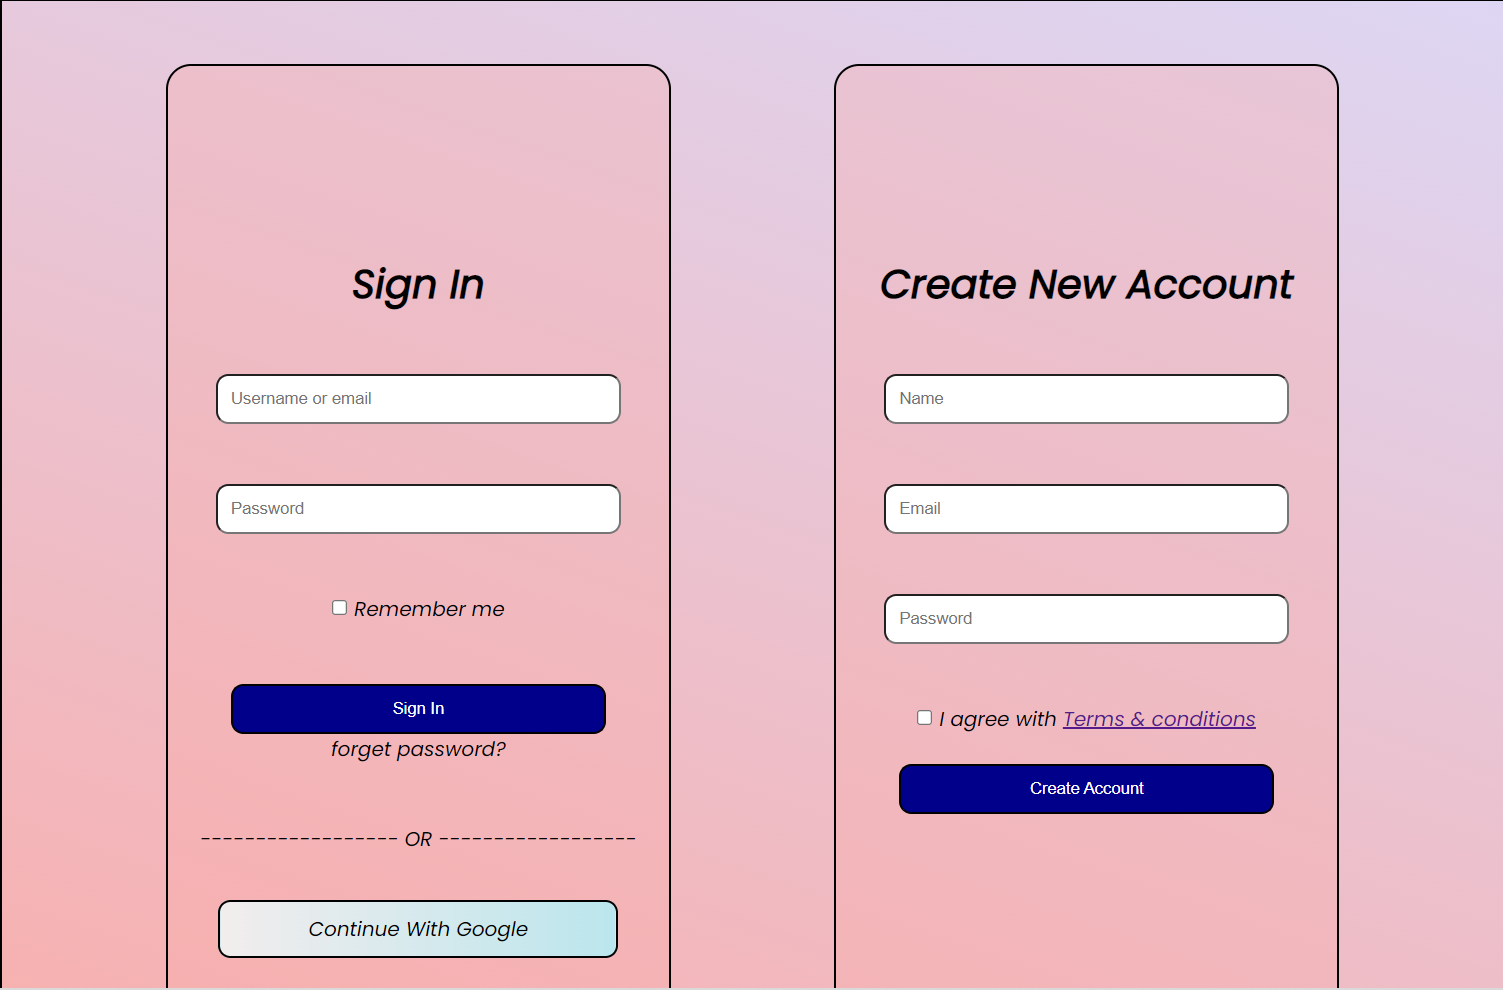 Sign In
Username or email
Password
Remember me
Sign In
forget password?
------------------ OR ------------------
Continue With Google
Create New Account
Name
Email
Password
I agree with Terms & conditions
Create Account